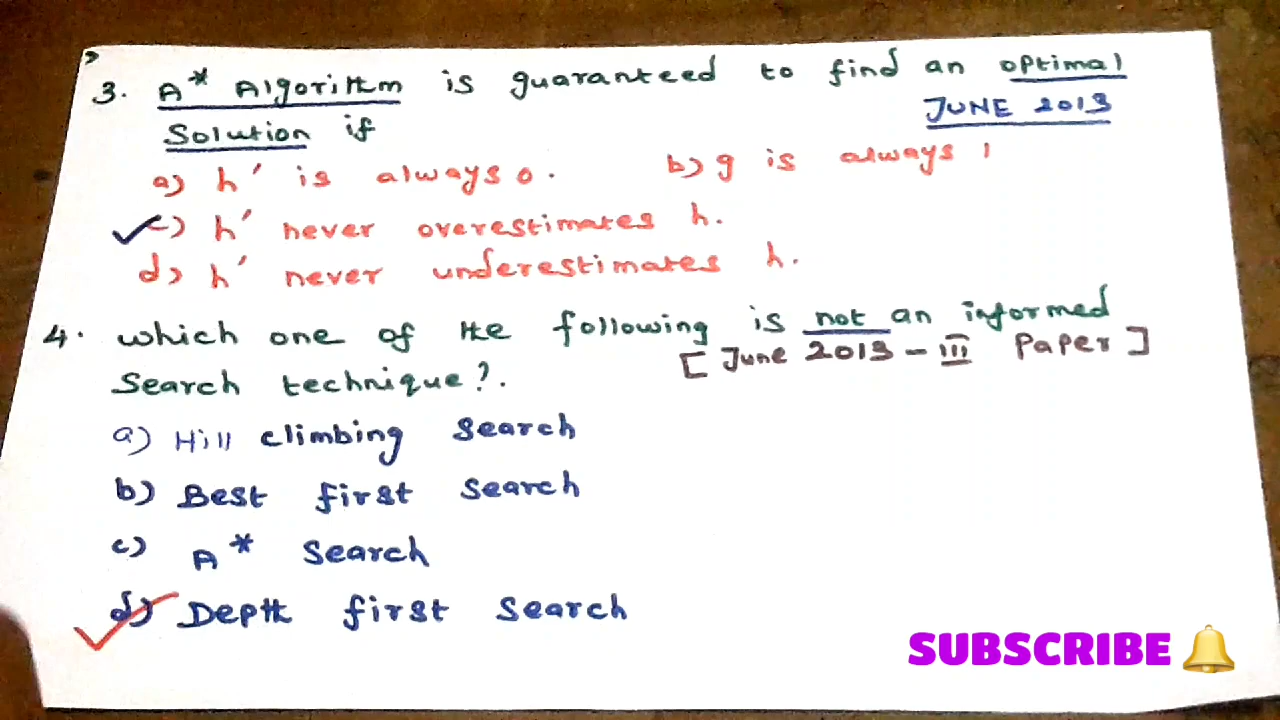 3. A* Algorithm is guaranteed to find an optimal
Solution if JUNE 2013
a) h' is always 0. b) g is always 1
c) h' never overestimates h.
d) h' never underestimates h.
4. which one of the following is not an informed
Search technique?. [June 2013 - III Paper]
a) Hill climbing search
b) Best first search
c) A* Search
d) Depth first search
SUBSCRIBE